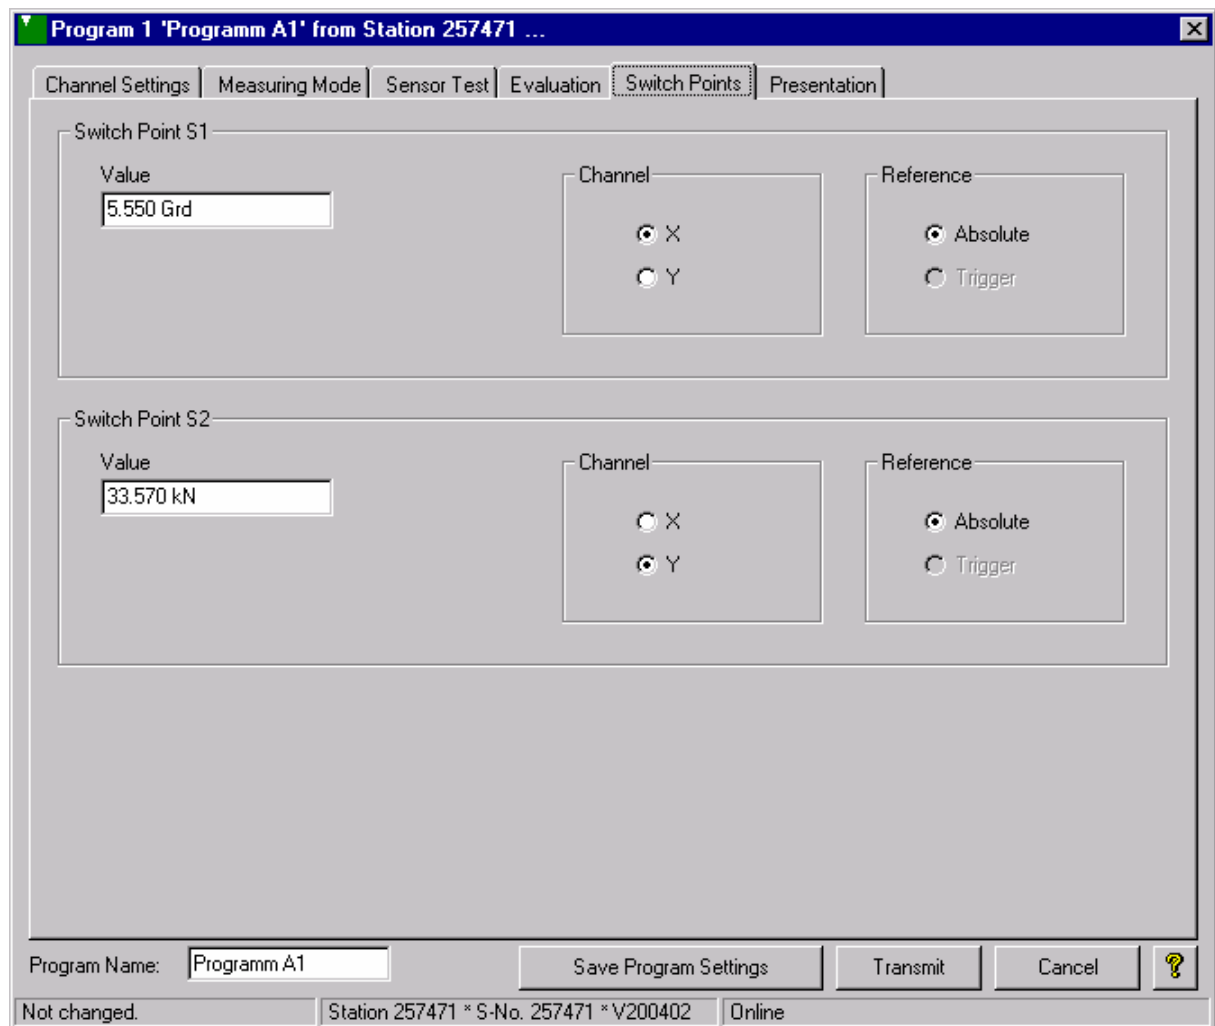 Program 1 'Programm A1' from Station 257471 ...
Channel Settings Measuring Mode Sensor Test Evaluation Switch Points Presentation
Switch Point S1
Value Channel Reference
5.550 Grd
X Absolute
Y Trigger
Switch Point S2
Value Channel Reference
33.570 kN
X Absolute
Y Trigger
Program Name: Programm A1 Save Program Settings Transmit Cancel ?
Not changed. Station 257471 * S-No. 257471 * V200402 Online